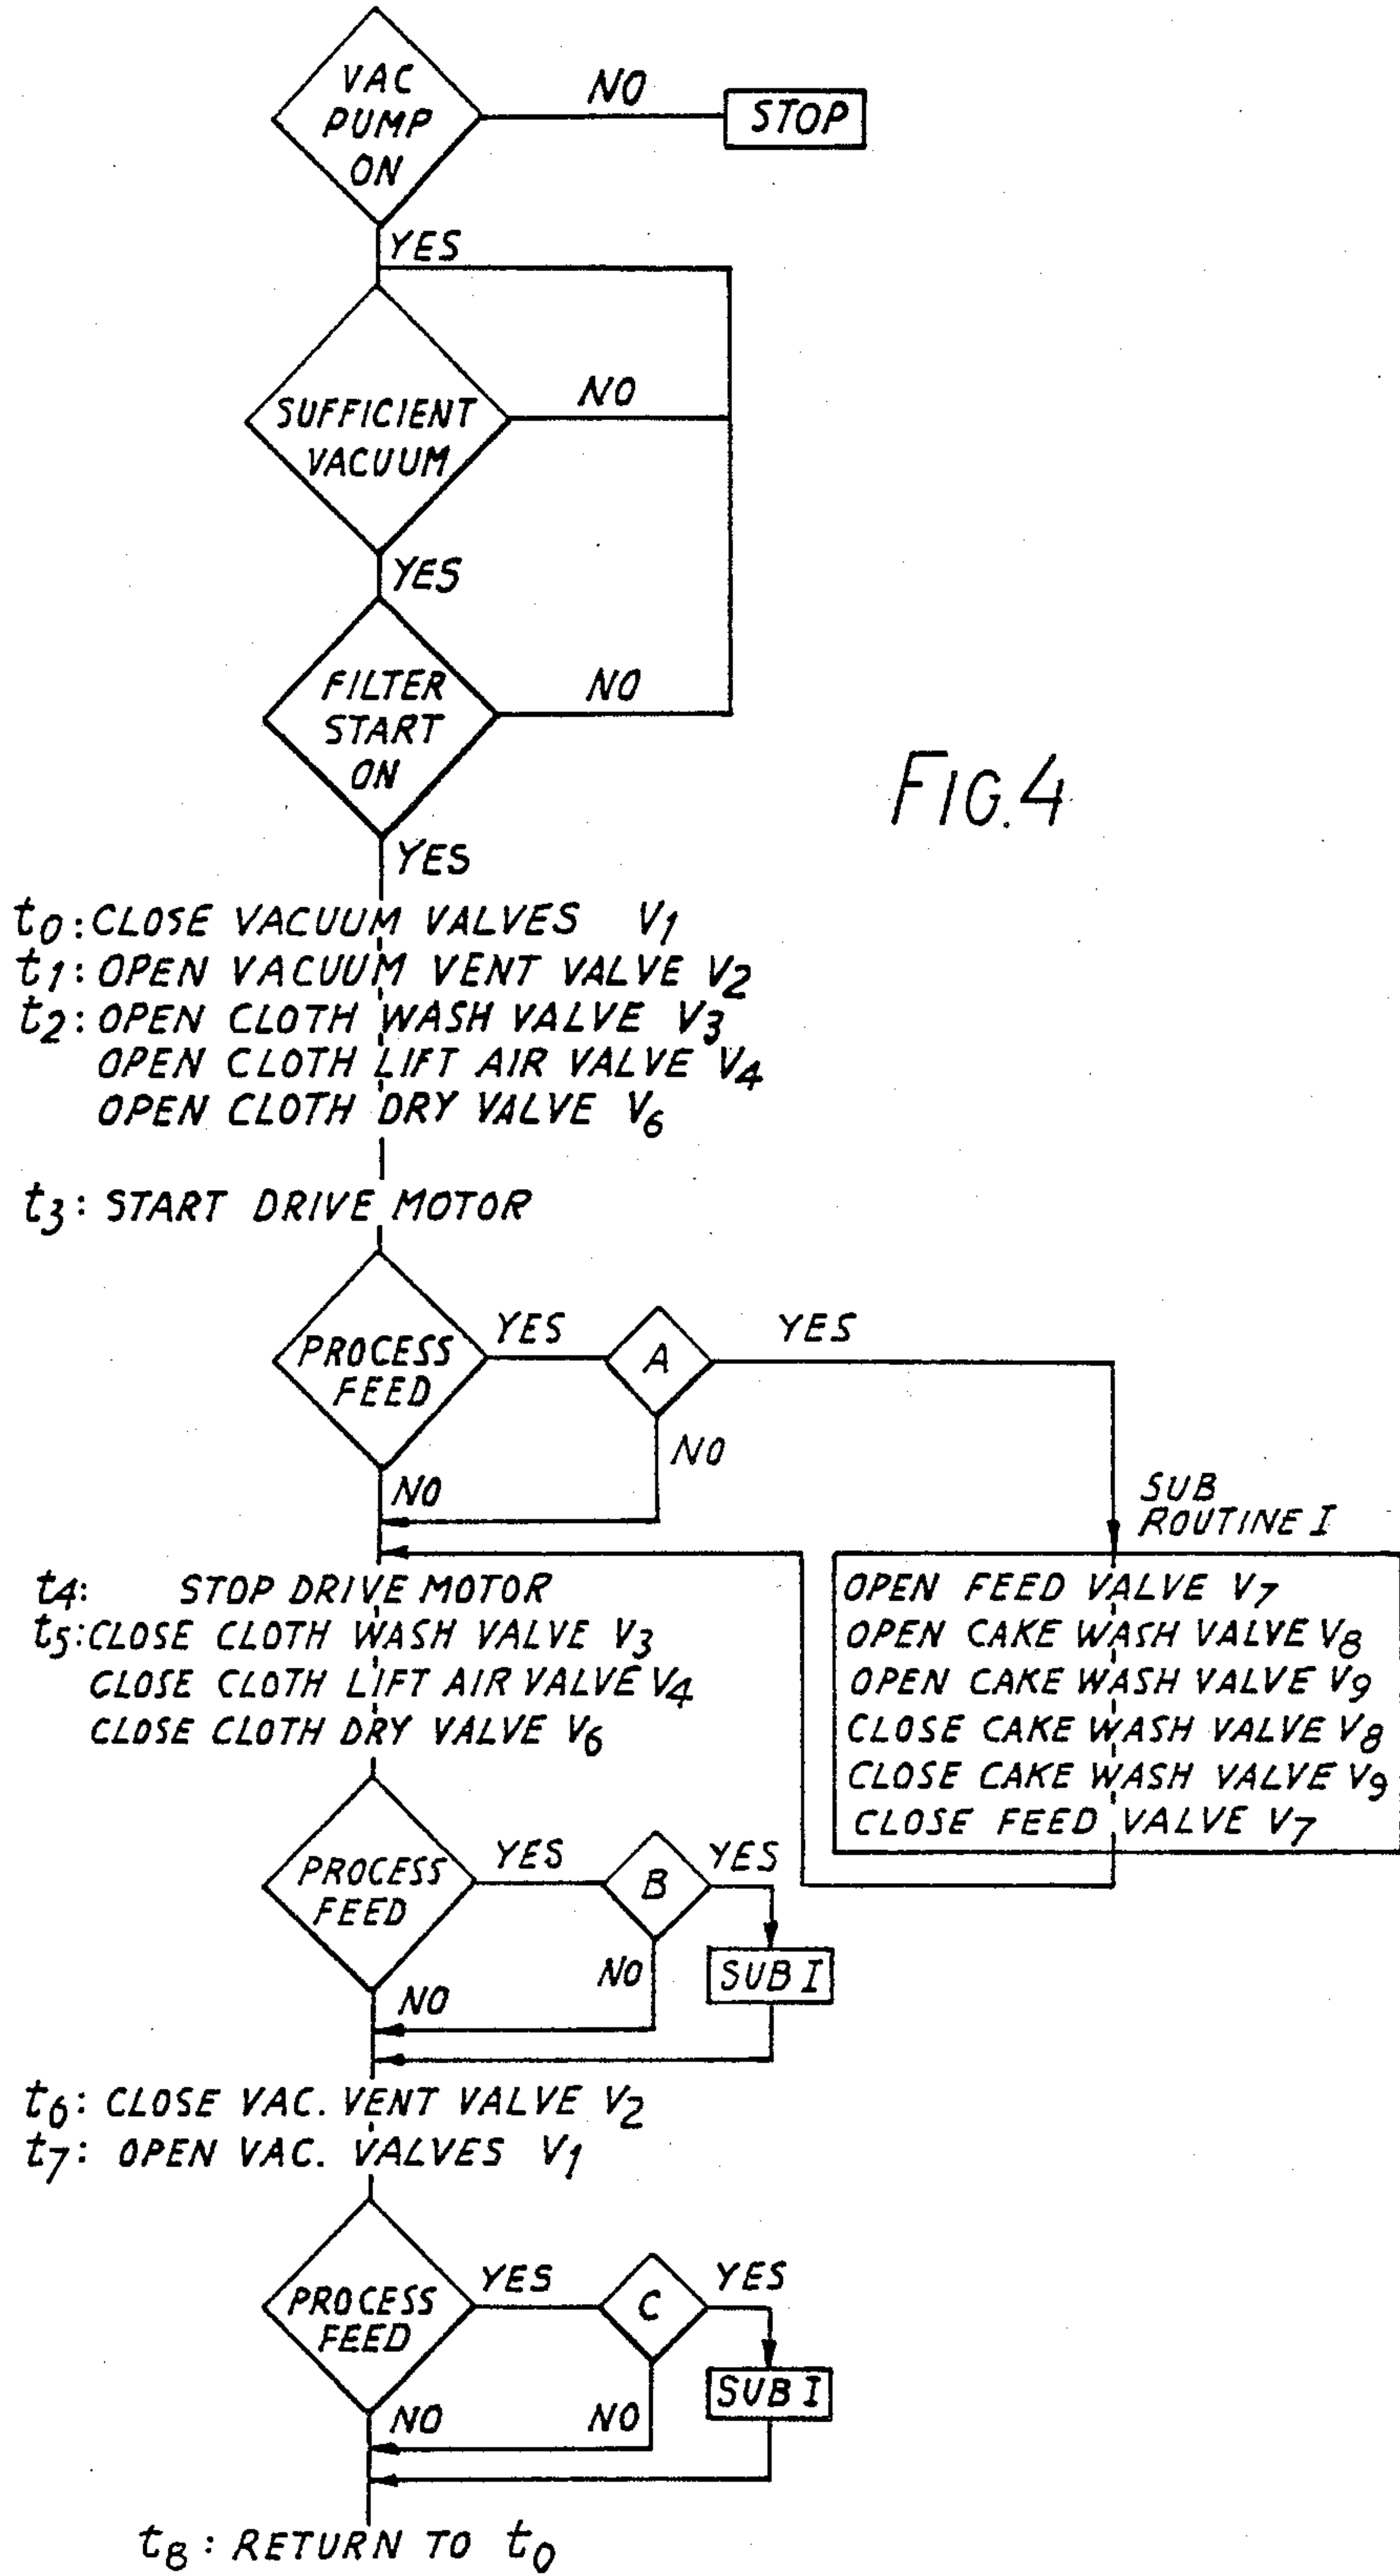 VAC
PUMP
ON
NO
STOP
YES
SUFFICIENT
VACUUM
NO
YES
FILTER
START
ON
NO
YES
FIG.4
t0: CLOSE VACUUM VALVES V1
t1: OPEN VACUUM VENT VALVE V2
t2: OPEN CLOTH WASH VALVE V3
OPEN CLOTH LIFT AIR VALVE V4
OPEN CLOTH DRY VALVE V6
t3: START DRIVE MOTOR
PROCESS
FEED
YES
A
YES
NO
NO
SUB
ROUTINE I
OPEN FEED VALVE V7
OPEN CAKE WASH VALVE V8
OPEN CAKE WASH VALVE V9
CLOSE CAKE WASH VALVE V8
CLOSE CAKE WASH VALVE V9
CLOSE FEED VALVE V7
t4: STOP DRIVE MOTOR
t5: CLOSE CLOTH WASH VALVE V3
CLOSE CLOTH LIFT AIR VALVE V4
CLOSE CLOTH DRY VALVE V6
PROCESS
FEED
YES
B
YES
NO
SUB I
NO
t6: CLOSE VAC. VENT VALVE V2
t7: OPEN VAC. VALVES V1
PROCESS
FEED
YES
C
YES
SUB I
NO
NO
t8: RETURN TO t0